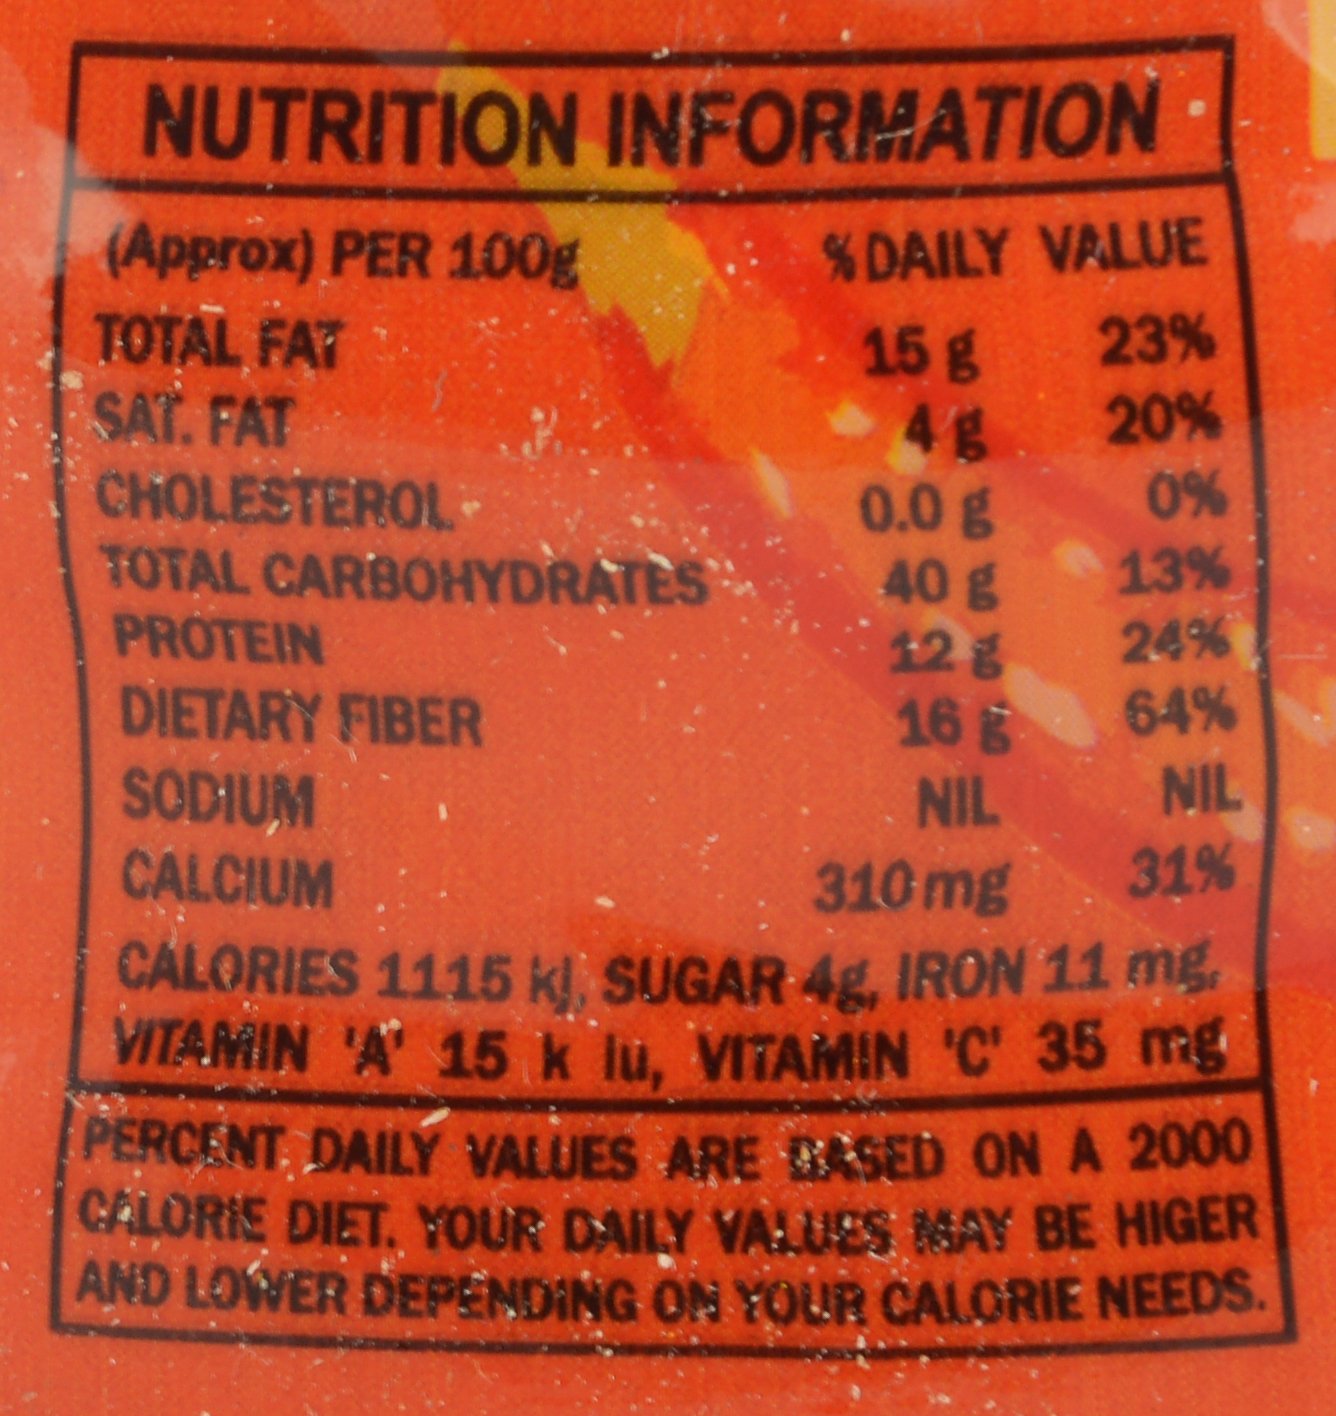 NUTRITION INFORMATION
(Approx) PER 100g % DAILY VALUE
TOTAL FAT 15 g 23%
SAT. FAT 4 g 20%
CHOLESTEROL 0.0 g 0%
TOTAL CARBOHYDRATES 40 g 13%
PROTEIN 12 g 24%
DIETARY FIBER 16 g 64%
SODIUM NIL NIL
CALCIUM 310 mg 31%
CALORIES 1115 kj, SUGAR 4g, IRON 11 mg,
VITAMIN 'A' 15 k lu, VITAMIN 'C' 35 mg
PERCENT DAILY VALUES ARE BASED ON A 2000
CALORIE DIET. YOUR DAILY VALUES MAY BE HIGER
AND LOWER DEPENDING ON YOUR CALORIE NEEDS.